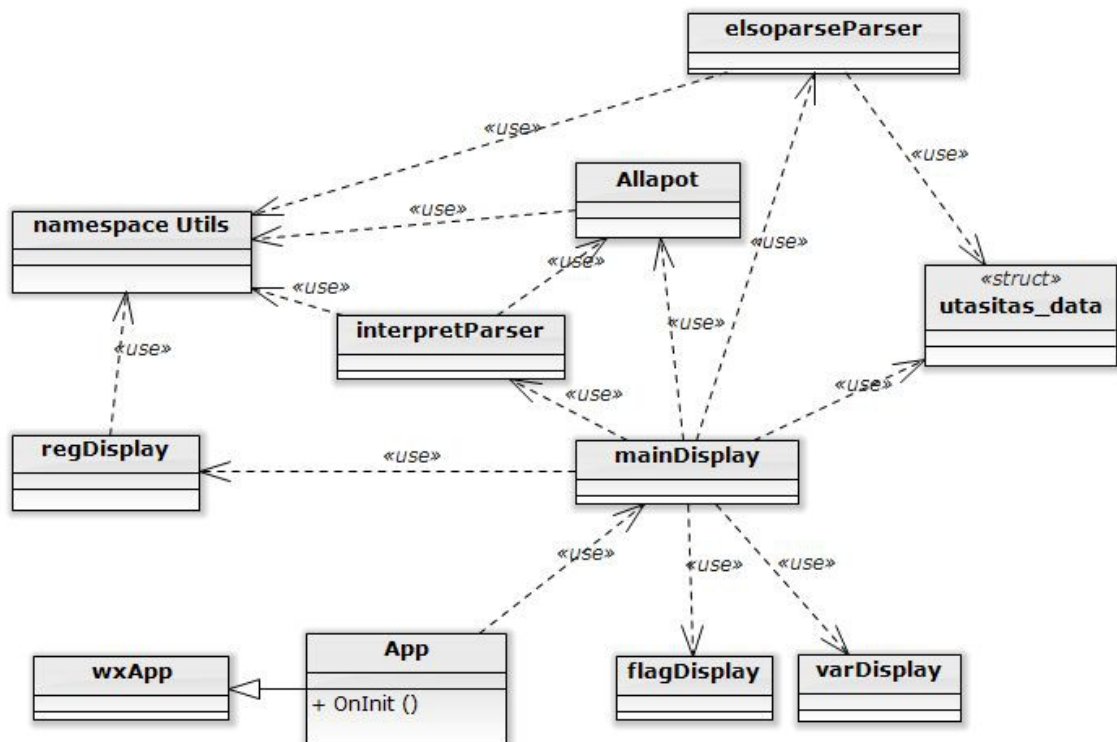 elsoparseParser
«use»
«use»
Allapot
«use»
namespace Utils
«use»
«use»
«use»
«struct»
utasitas_data
interpretParser
«use»
«use»
«use»
«use»
regDisplay
mainDisplay
«use»
«use»
«use»
«use»
App
wxApp
+ OnInit ()
flagDisplay
varDisplay